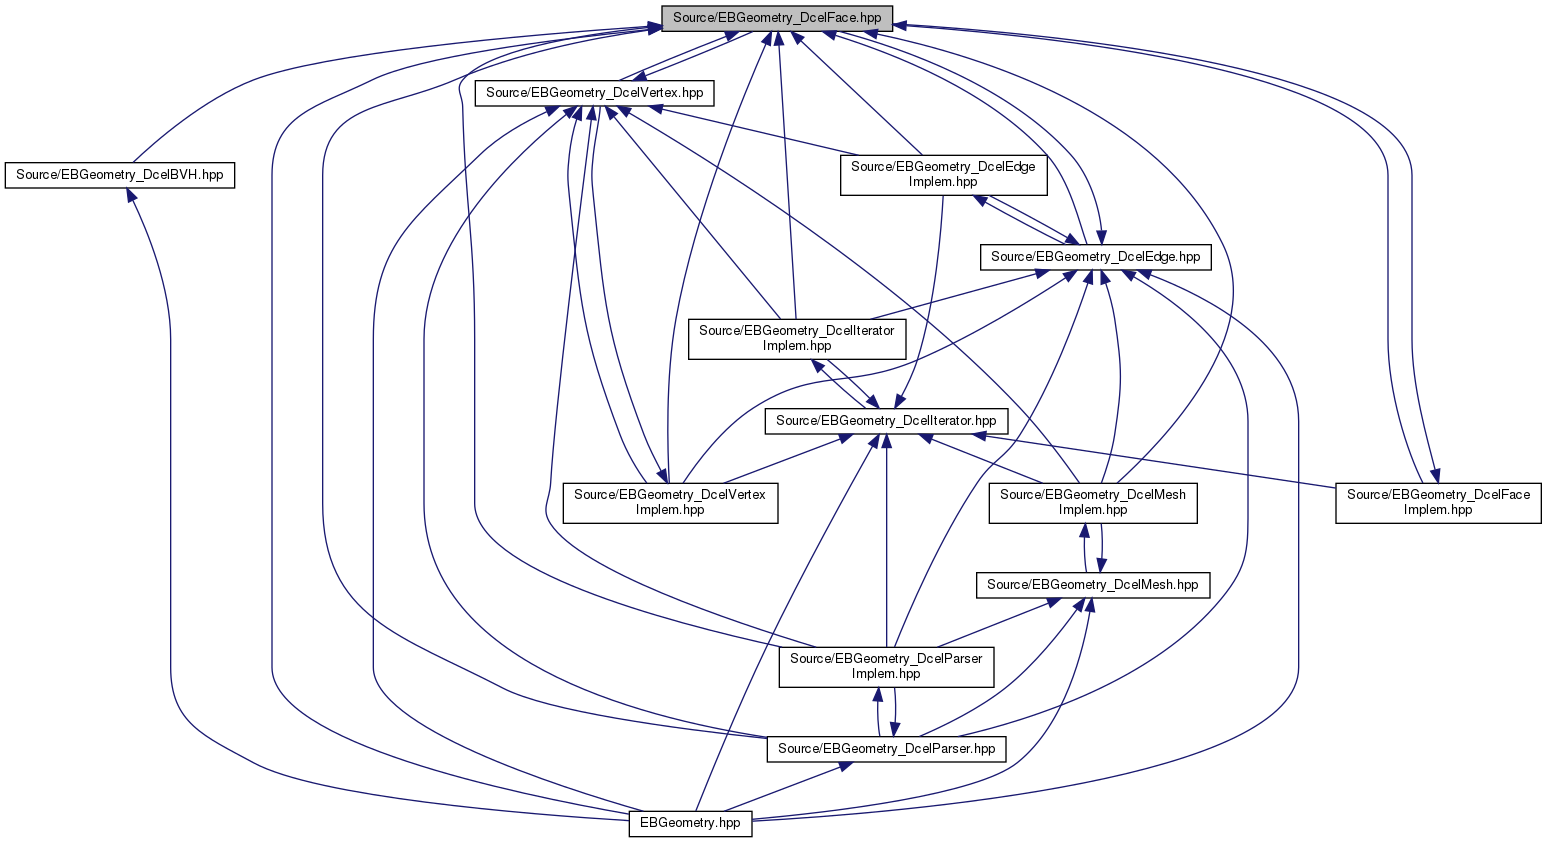 Source/EBGeometry_DcelFace.hpp
Source/EBGeometry_DcelVertex.hpp
Source/EBGeometry_DcelBVH.hpp
Source/EBGeometry_DcelEdge
Implem.hpp
Source/EBGeometry_DcelEdge.hpp
Source/EBGeometry_DcelIterator
Implem.hpp
Source/EBGeometry_DcelIterator.hpp
Source/EBGeometry_DcelVertex
Implem.hpp
Source/EBGeometry_DcelMesh
Implem.hpp
Source/EBGeometry_DcelFace
Implem.hpp
Source/EBGeometry_DcelMesh.hpp
Source/EBGeometry_DcelParser
Implem.hpp
Source/EBGeometry_DcelParser.hpp
EBGeometry.hpp